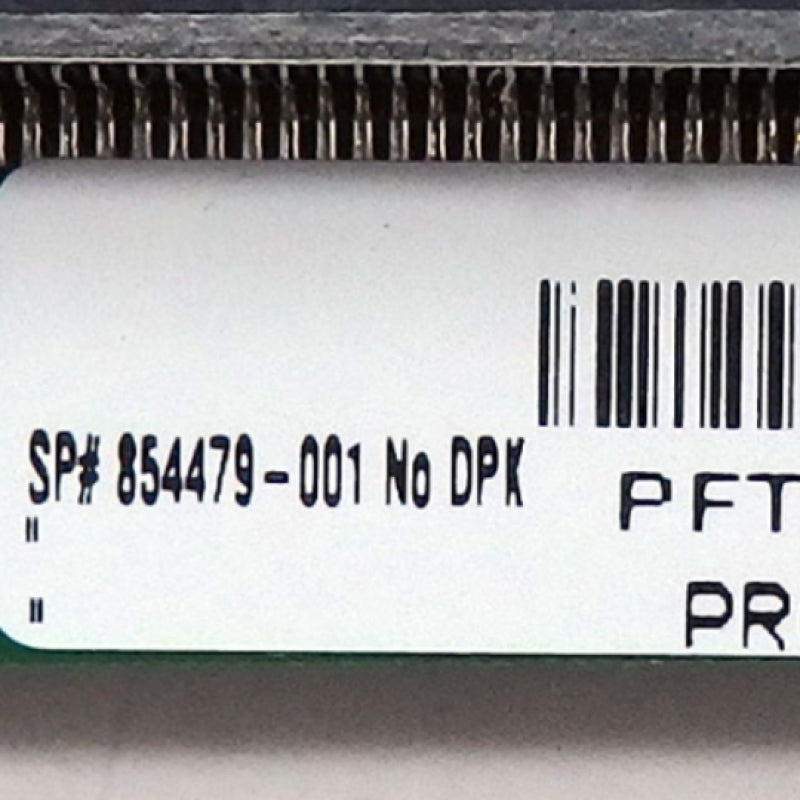 SP# 854479-001 No DPK
"
"
PFT
PR